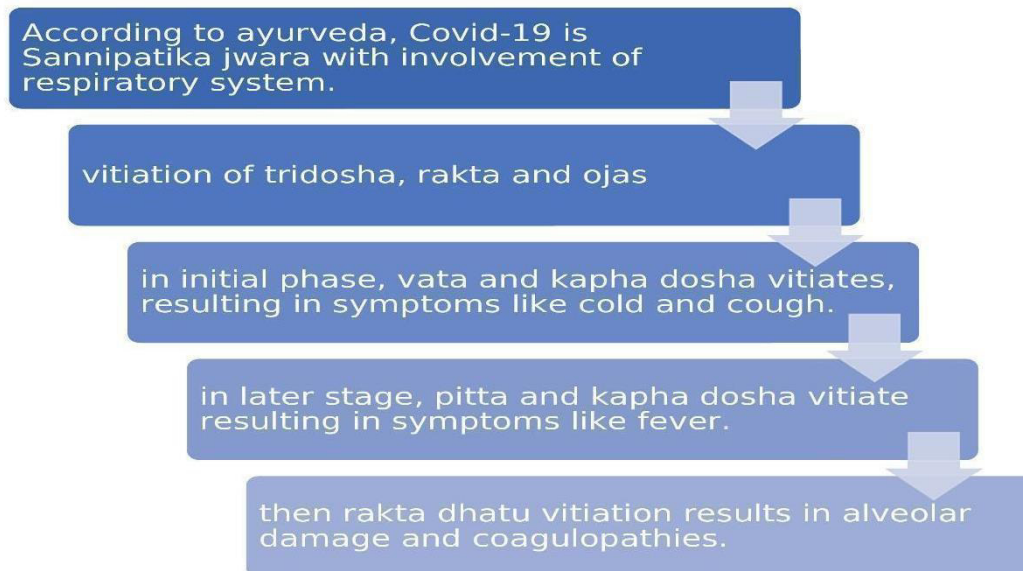 According to ayurveda, Covid-19 is
Sannipatika jwara with involvement of
respiratory system.
vitiation of tridosha, rakta and ojas
in initial phase, vata and kapha dosha vitiates,
resulting in symptoms like cold and cough.
in later stage, pitta and kapha dosha vitiate
resulting in symptoms like fever.
then rakta dhatu vitiation results in alveolar
damage and coagulopathies.